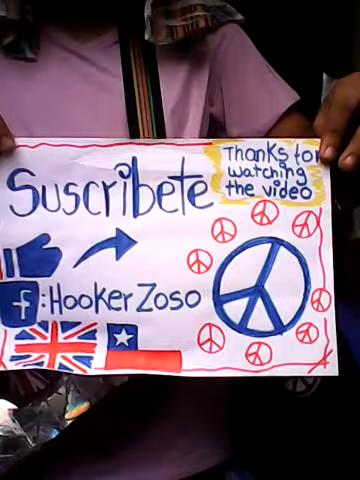 Suscribete
Thanks for
watching
the video
f:HookerZoso